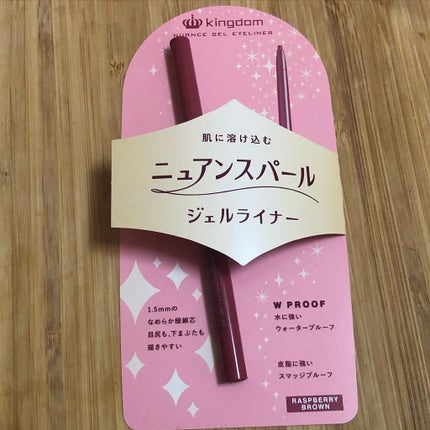 kingdom
NUANCE GEL EYELINER
肌に溶け込む
ニュアンスパール
ジェルライナー
1.5mmの
なめらか極細芯
目尻も、下まぶたも
描きやすい
W PROOF
水に強い
ウォータープルーフ
皮脂に強い
スマッジプルーフ
RASPBERRY
BROWN